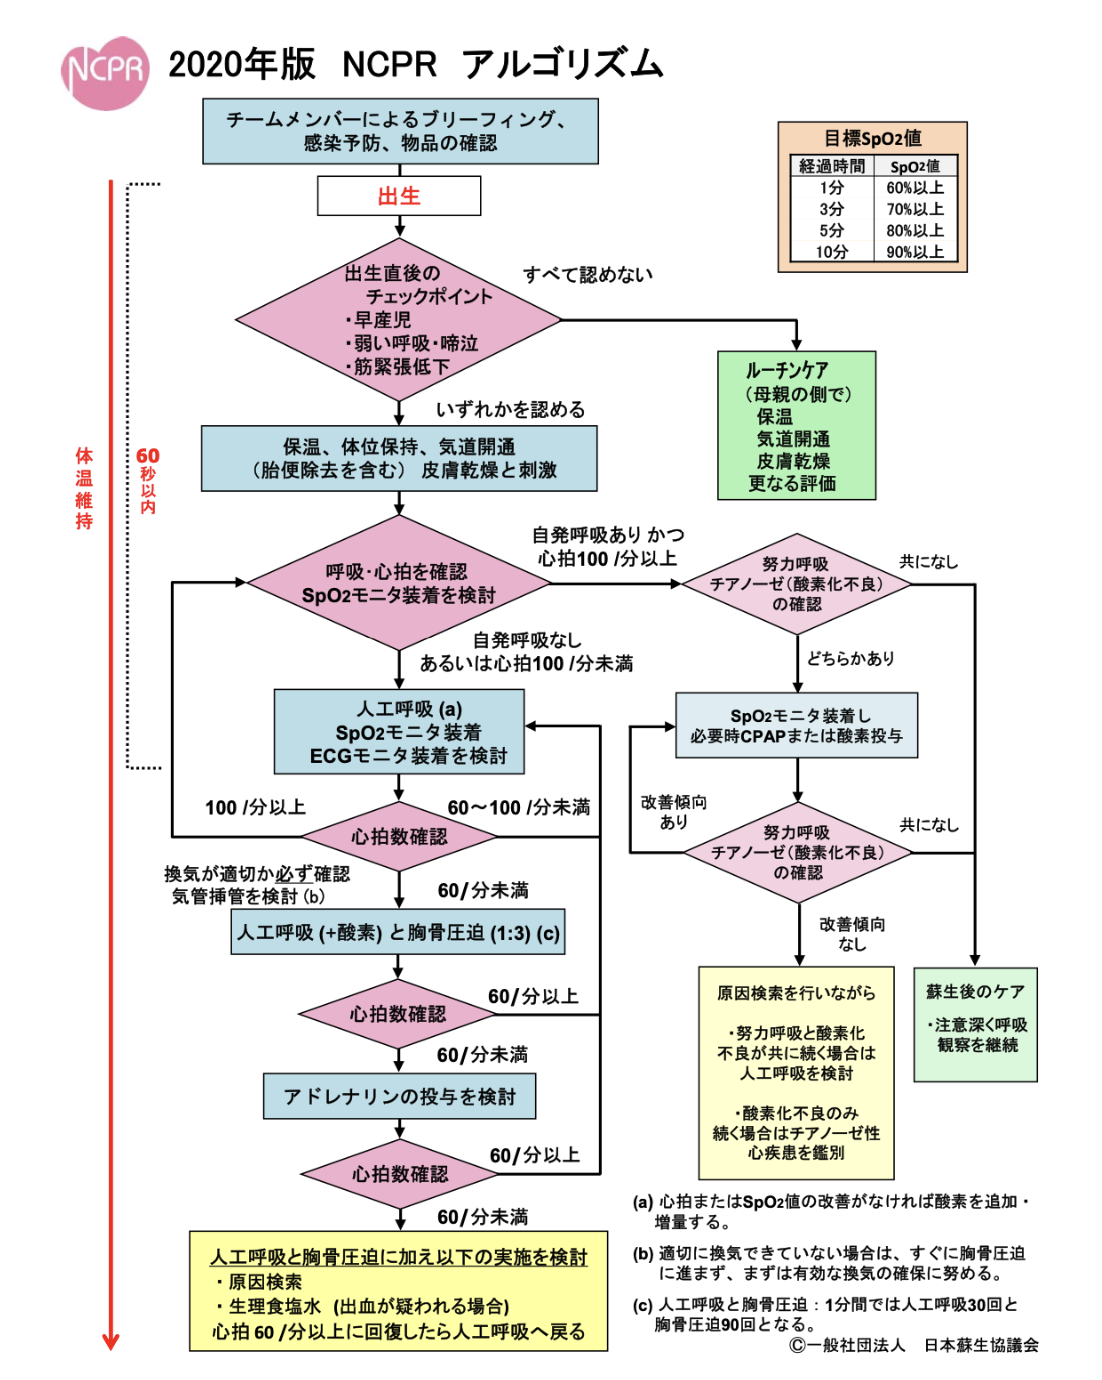 NCPR
2020年版 NCPR アルゴリズム
チームメンバーによるブリーフィング、
感染予防、物品の確認
目標SpO2値
経過時間 SpO2値
1分 60%以上
3分 70%以上
5分 80%以上
10分 90%以上
出生
出生直後の
チェックポイント
・早産児
・弱い呼吸・啼泣
・筋緊張低下
すべて認めない
ルーチンケア
(母親の側で)
保温
気道開通
皮膚乾燥
更なる評価
いずれかを認める
保温、体位保持、気道開通
(胎便除去を含む) 皮膚乾燥と刺激
体温維持
60秒以内
呼吸・心拍を確認
SpO2モニタ装着を検討
自発呼吸あり かつ
心拍100 /分以上
努力呼吸
チアノーゼ(酸素化不良)
の確認
共になし
自発呼吸なし
あるいは心拍100 /分未満
どちらかあり
人工呼吸 (a)
SpO2モニタ装着
ECGモニタ装着を検討
SpO2モニタ装着し
必要時CPAPまたは酸素投与
100 /分以上
60〜100 /分未満
心拍数確認
改善傾向
あり
努力呼吸
チアノーゼ(酸素化不良)
の確認
共になし
換気が適切か必ず確認
気管挿管を検討 (b)
60/分未満
人工呼吸 (+酸素) と胸骨圧迫 (1:3) (c)
改善傾向
なし
心拍数確認
60/分以上
60/分未満
原因検索を行いながら
・努力呼吸と酸素化
不良が共に続く場合は
人工呼吸を検討
・酸素化不良のみ
続く場合はチアノーゼ性
心疾患を鑑別
蘇生後のケア
・注意深く呼吸
観察を継続
アドレナリンの投与を検討
心拍数確認
60/分以上
60/分未満
人工呼吸と胸骨圧迫に加え以下の実施を検討
・原因検索
・生理食塩水 (出血が疑われる場合)
心拍 60 /分以上に回復したら人工呼吸へ戻る
(a) 心拍またはSpO2値の改善がなければ酸素を追加・
増量する。
(b) 適切に換気できていない場合は、すぐに胸骨圧迫
に進まず、まずは有効な換気の確保に努める。
(c) 人工呼吸と胸骨圧迫：1分間では人工呼吸30回と
胸骨圧迫90回となる。
Ⓒ一般社団法人 日本蘇生協議会